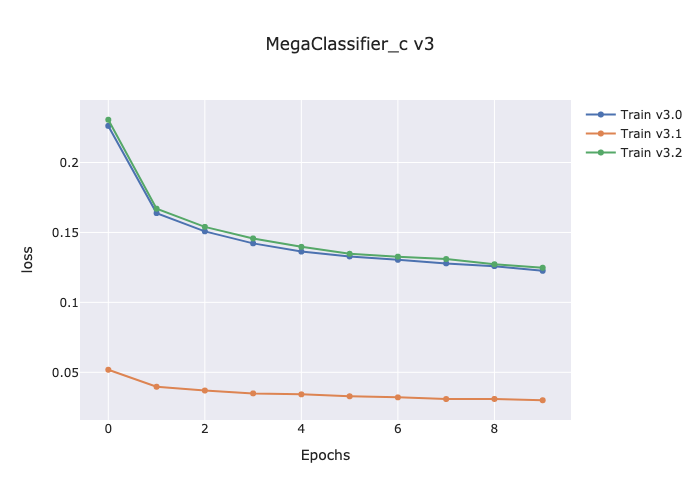 MegaClassifier_c v3
Train v3.0
Train v3.1
Train v3.2
0.2
0.15
0.1
0.05
loss
0 2 4 6 8
Epochs